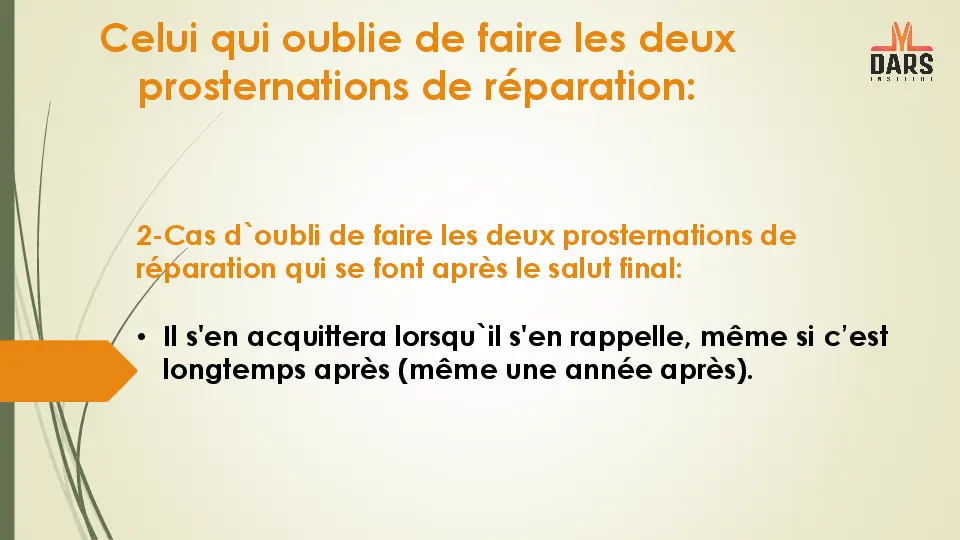 Celui qui oublie de faire les deux
prosternations de réparation:
M
DARS
INSTITUT
2-Cas d`oubli de faire les deux prosternations de
réparation qui se font après le salut final:
• Il s'en acquittera lorsqu`il s'en rappelle, même si c’est
longtemps après (même une année après).